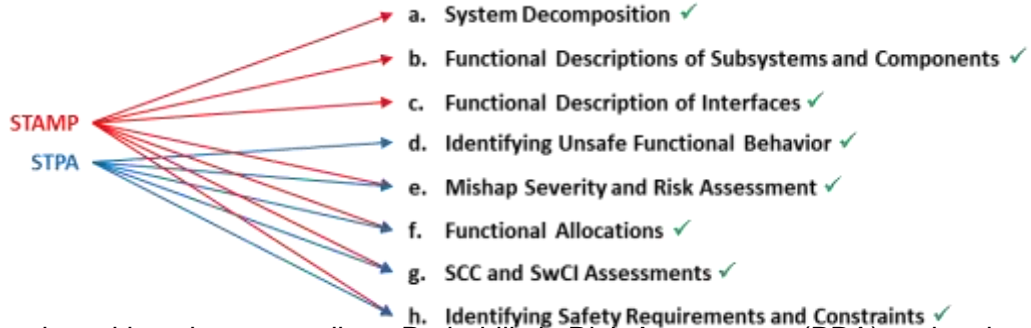 a. System Decomposition ✓
b. Functional Descriptions of Subsystems and Components ✓
c. Functional Description of Interfaces ✓
STAMP
d. Identifying Unsafe Functional Behavior ✓
STPA
e. Mishap Severity and Risk Assessment ✓
f. Functional Allocations ✓
g. SCC and SwCI Assessments ✓
h. Identifying Safety Requirements and Constraints ✓
(PRA)